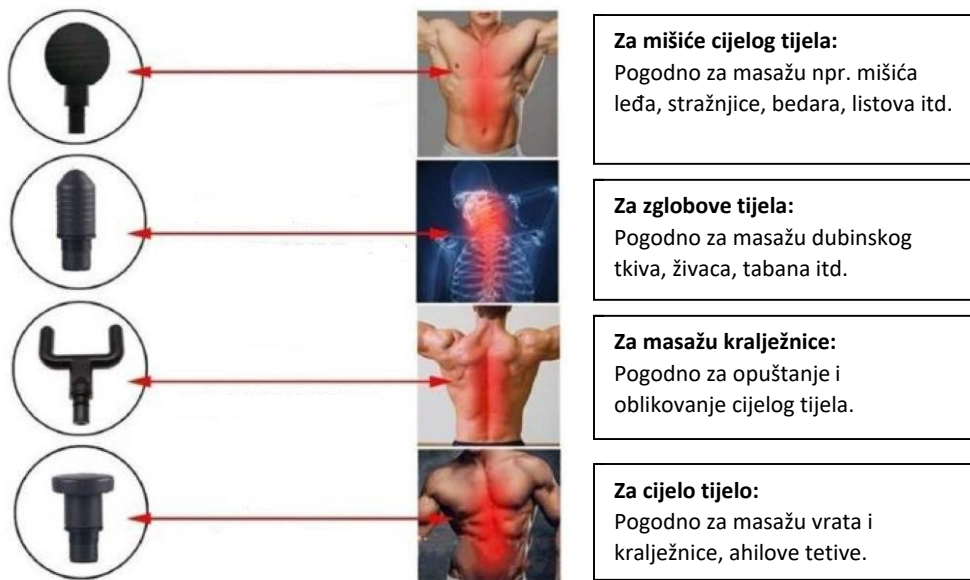 Za mišiće cijelog tijela:
Pogodno za masažu npr. mišića
leđa, stražnjice, bedara, listova itd.
Za zglobove tijela:
Pogodno za masažu dubinskog
tkiva, živaca, tabana itd.
Za masažu kralježnice:
Pogodno za opuštanje i
oblikovanje cijelog tijela.
Za cijelo tijelo:
Pogodno za masažu vrata i
kralježnice, ahilove tetive.